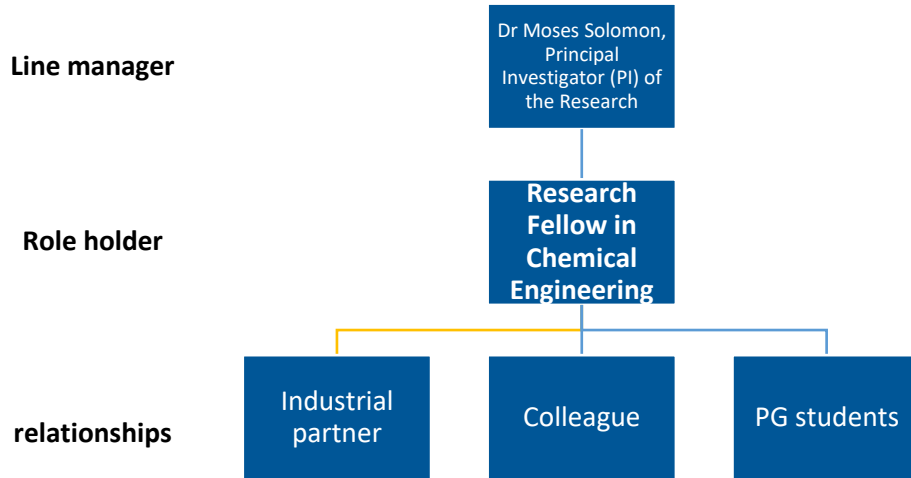 Line manager
Dr Moses Solomon,
Principal
Investigator (PI) of
the Research
Role holder
Research
Fellow in
Chemical
Engineering
relationships
Industrial
partner
Colleague
PG students